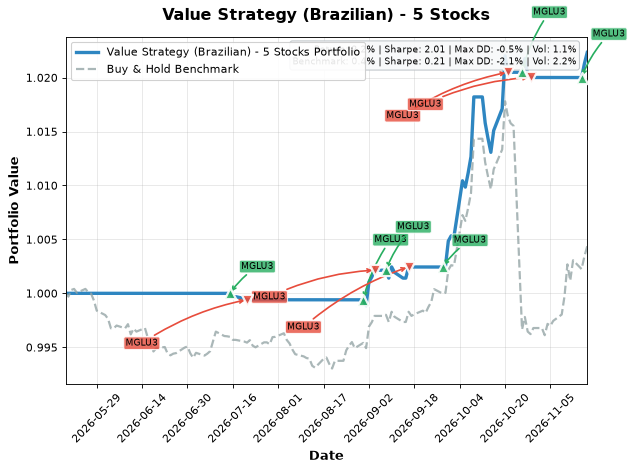 Value Strategy (Brazilian) - 5 Stocks
MGLU3
MGLU3
Value Strategy (Brazilian) - 5 Stocks Portfolio
Buy & Hold Benchmark
% | Sharpe: 2.01 | Max DD: -0.5% | Vol: 1.1%
% | Sharpe: 0.21 | Max DD: -2.1% | Vol: 2.2%
MGLU3
MGLU3
MGLU3
MGLU3
MGLU3
MGLU3
MGLU3
MGLU3
MGLU3
1.020
1.015
1.010
1.005
1.000
0.995
Portfolio Value
2026-05-29
2026-06-14
2026-06-30
2026-07-16
2026-08-01
2026-08-17
2026-09-02
2026-09-18
2026-10-04
2026-10-20
2026-11-05
Date
MGLU3